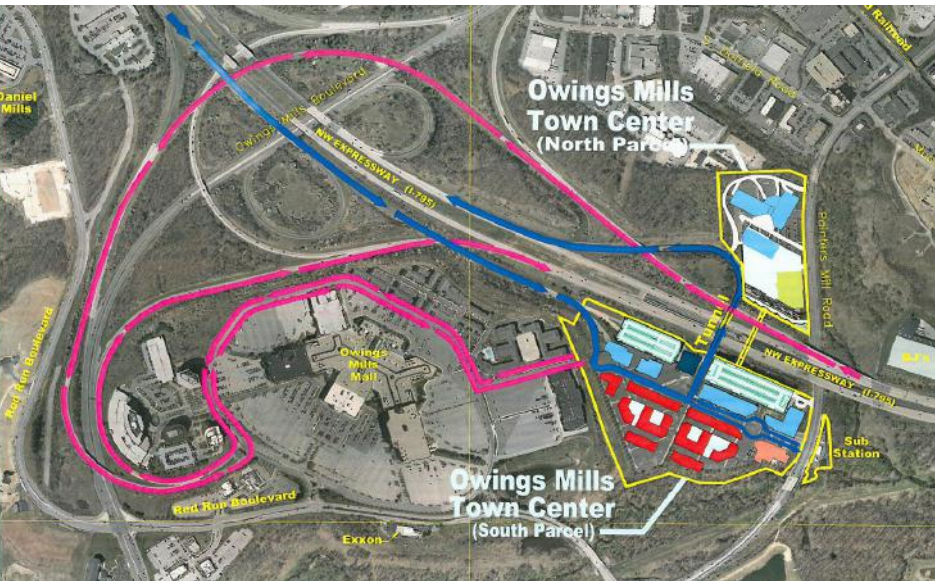 Railroad
Daniel
Mills
Owings Mills Boulevard
Road
Owings Mills
Town Center
(North Parcel)
NW EXPRESSWAY (I-795)
Painters Mill Road
Tunnel
Red Run Boulevard
Owings
Mills
Mall
NW EXPRESSWAY (I-795)
BJ's
Sub
Station
Owings Mills
Town Center
(South Parcel)
Red Run Boulevard
Exxon